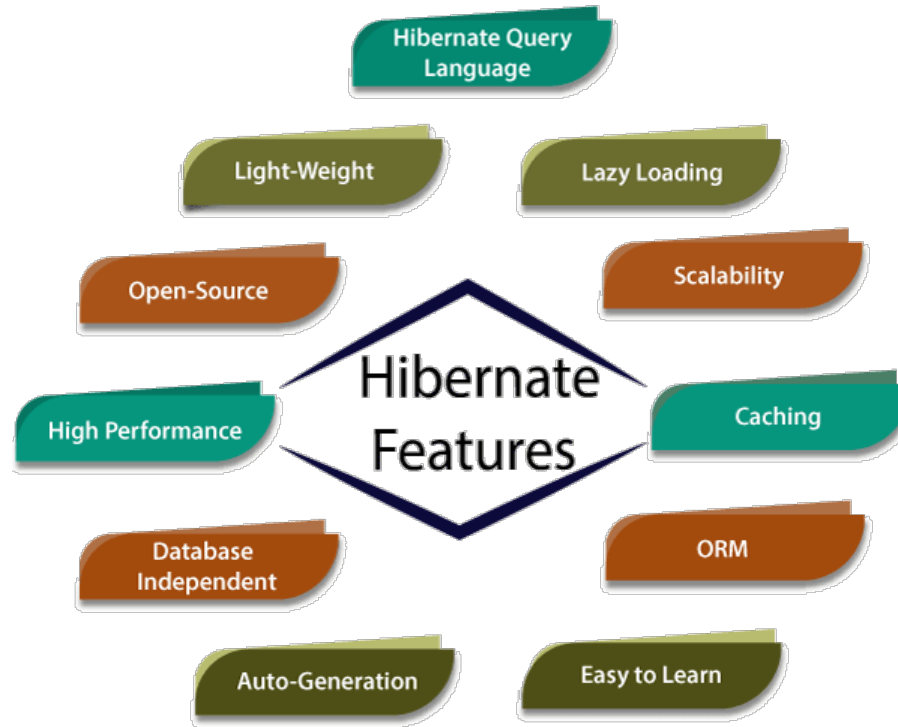 Hibernate Query
Language
Light-Weight
Lazy Loading
Open-Source
Scalability
Hibernate
Features
High Performance
Caching
Database
Independent
ORM
Auto-Generation
Easy to Learn